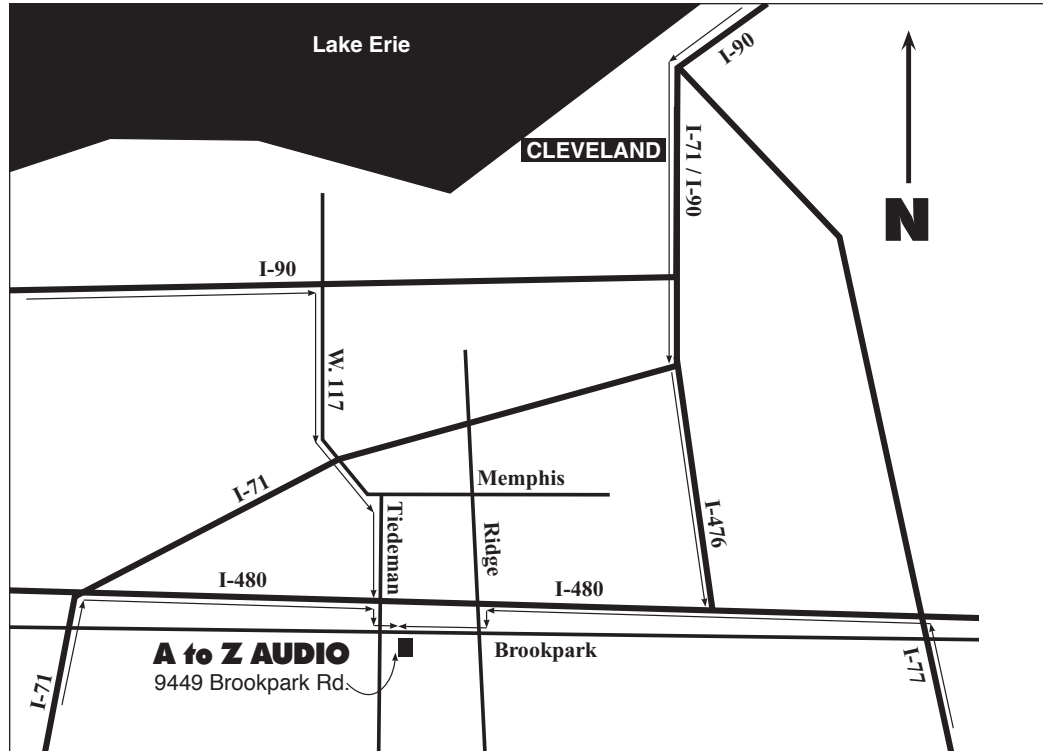 Lake Erie
I-90
CLEVELAND
I-71 / I-90
N
I-90
W. 117
Memphis
I-71
Tiedeman
Ridge
I-476
I-480
I-480
A to Z AUDIO
9449 Brookpark Rd.
Brookpark
I-71
I-77